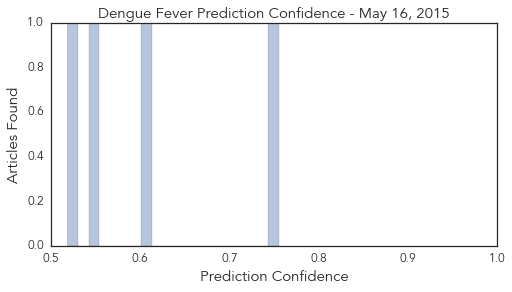 Dengue Fever Prediction Confidence - May 16, 2015
1.0
0.8
0.6
0.4
0.2
0.0
Articles Found
0.5 0.6 0.7 0.8 0.9 1.0
Prediction Confidence